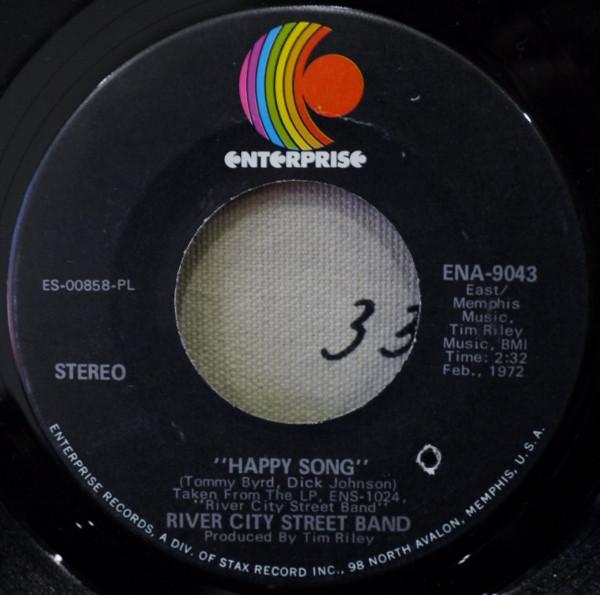 ENTERPRISE
ES-00858-PL
STEREO
ENA-9043
East/
Memphis
Music,
Tim Riley
Music, BMI
Time: 2:32
Feb., 1972
33
"HAPPY SONG"
(Tommy Byrd, Dick Johnson)
Taken From The LP, ENS-1024,
"River City Street Band"
RIVER CITY STREET BAND
Produced By Tim Riley
ENTERPRISE RECORDS, A DIV. OF STAX RECORD INC., 98 NORTH AVALON, MEMPHIS, U.S.A.